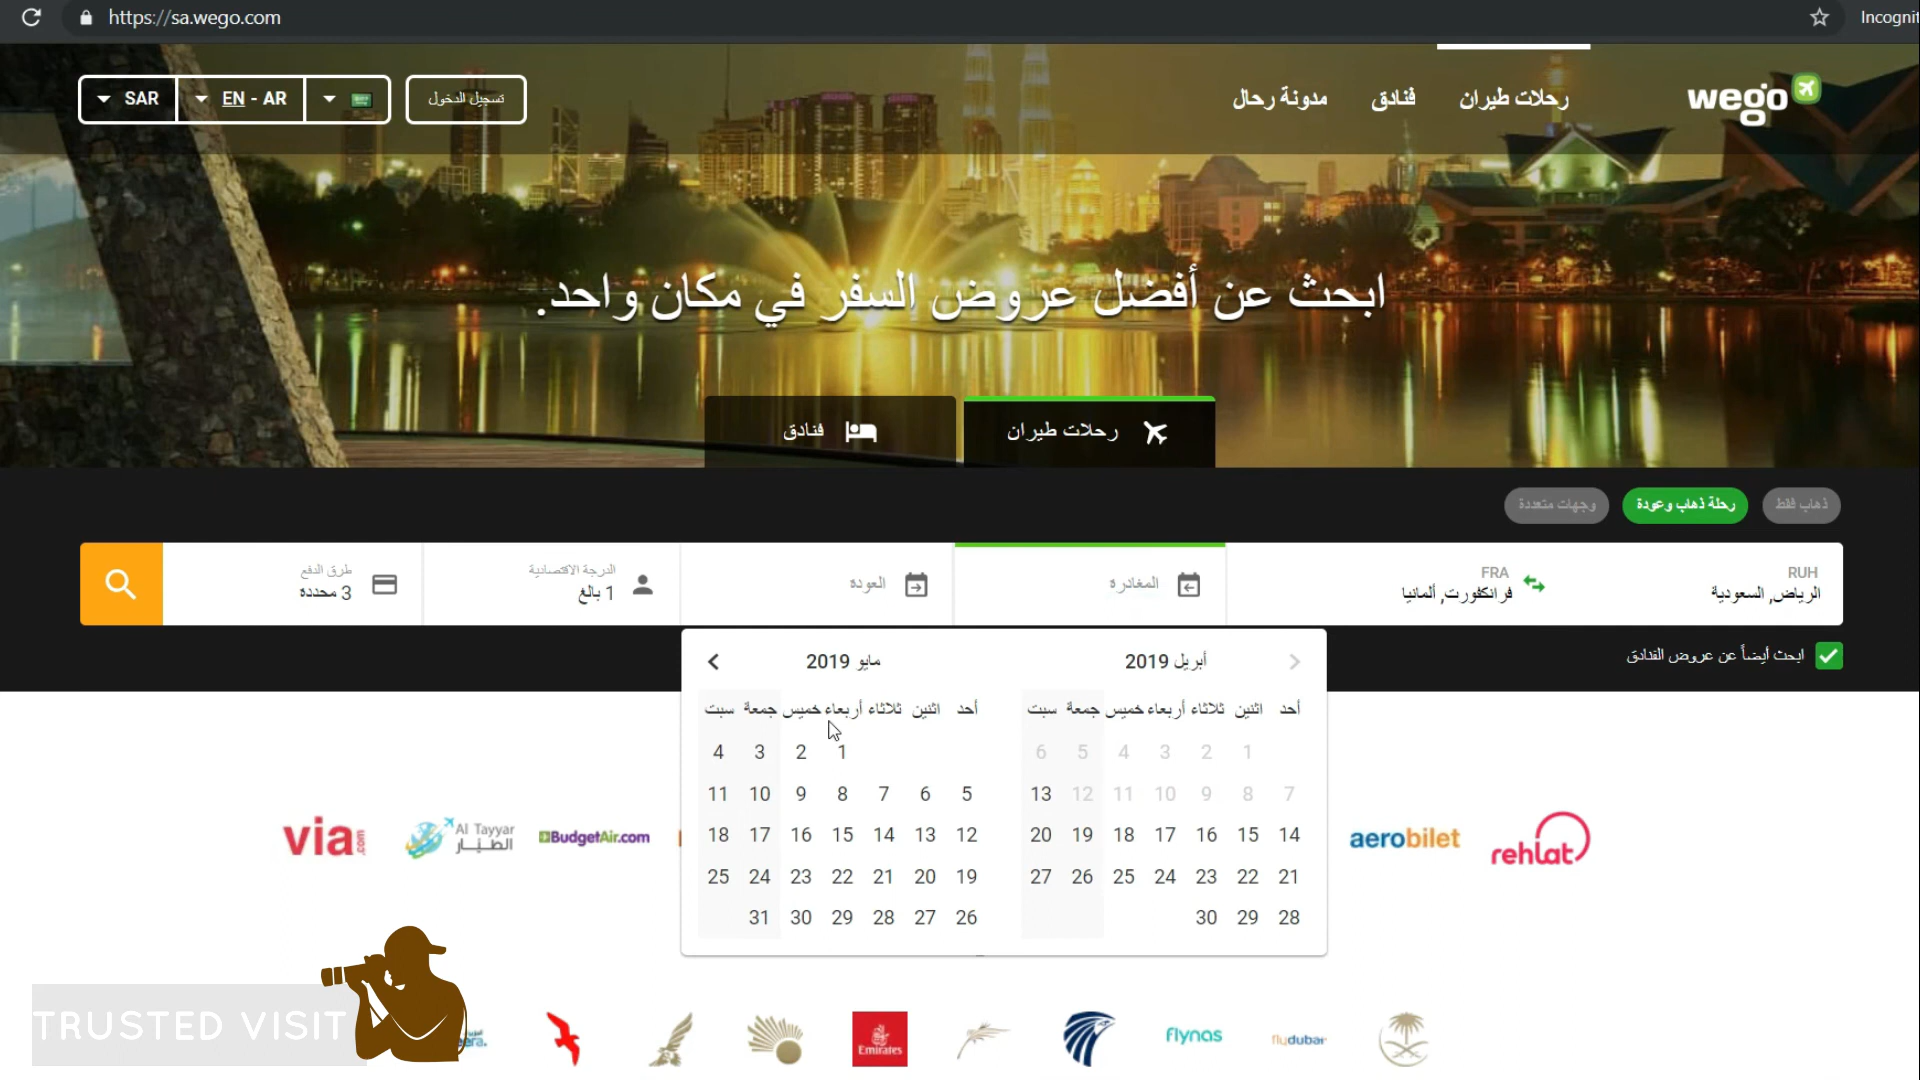 https://sa.wego.com
Incognit
wego
رحلات طيران
فنادق
مدونة رحال
تسجيل الدخول
EN - AR
SAR
ابحث عن أفضل عروض السفر في مكان واحد.
رحلات طيران
فنادق
ذهاب فقط
رحلة ذهاب وعودة
وجهات متعددة
RUH
الرياض, السعودية
FRA
فرانكفورت, ألمانيا
المغادرة
العودة
الدرجة الاقتصادية
1 بالغ
طرق الدفع
3 محددة
ابحث أيضاً عن عروض الفنادق
أبريل 2019
أحد اثنين ثلاثاء أربعاء خميس جمعة سبت
1 2 3 4 5 6
7 8 9 10 11 12 13
14 15 16 17 18 19 20
21 22 23 24 25 26 27
28 29 30
مايو 2019
أحد اثنين ثلاثاء أربعاء خميس جمعة سبت
1 2 3 4
5 6 7 8 9 10 11
12 13 14 15 16 17 18
19 20 21 22 23 24 25
26 27 28 29 30 31
via.com
Al Tayyar
الطيّار
BudgetAir.com
aerobilet
rehlat
TRUSTED VISIT
Emirates
flynas
flydubai